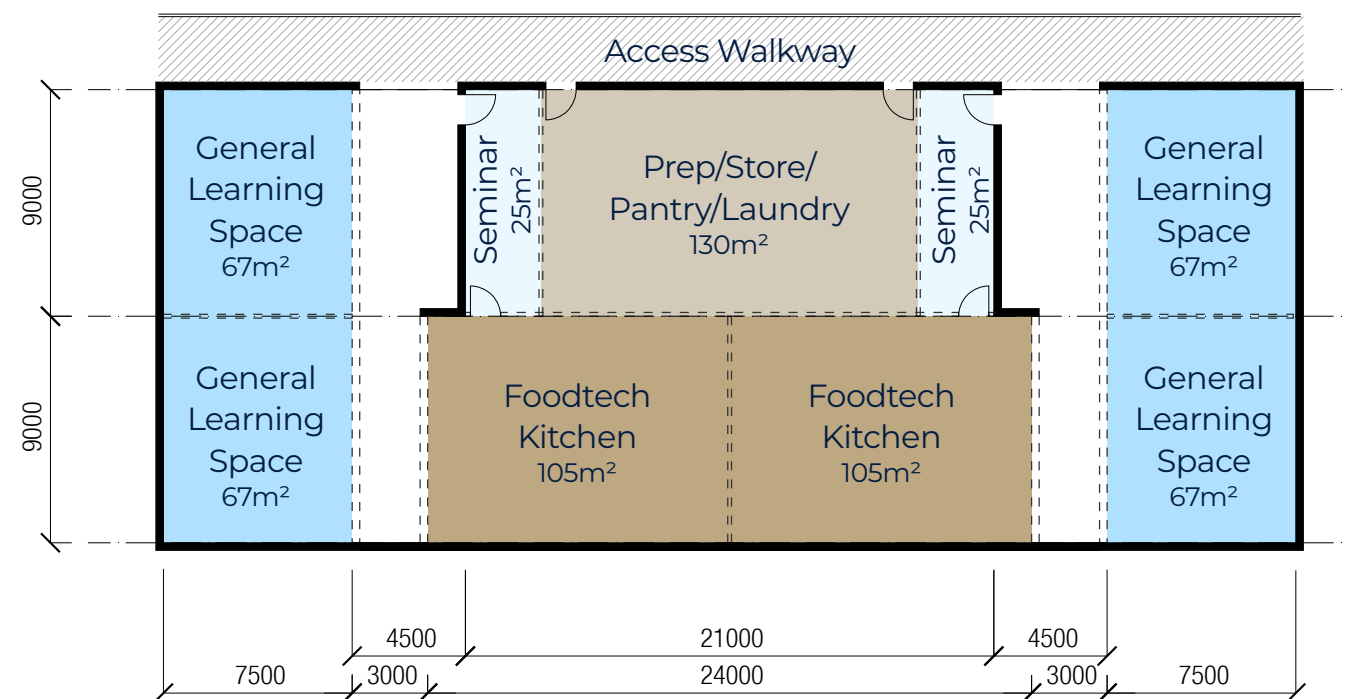 Access Walkway
General
Learning
Space
67m²
Seminar
25m²
Prep/Store/
Pantry/Laundry
130m²
Seminar
25m²
General
Learning
Space
67m²
9000
General
Learning
Space
67m²
Foodtech
Kitchen
105m²
Foodtech
Kitchen
105m²
General
Learning
Space
67m²
9000
4500
21000
4500
7500
3000
24000
3000
7500